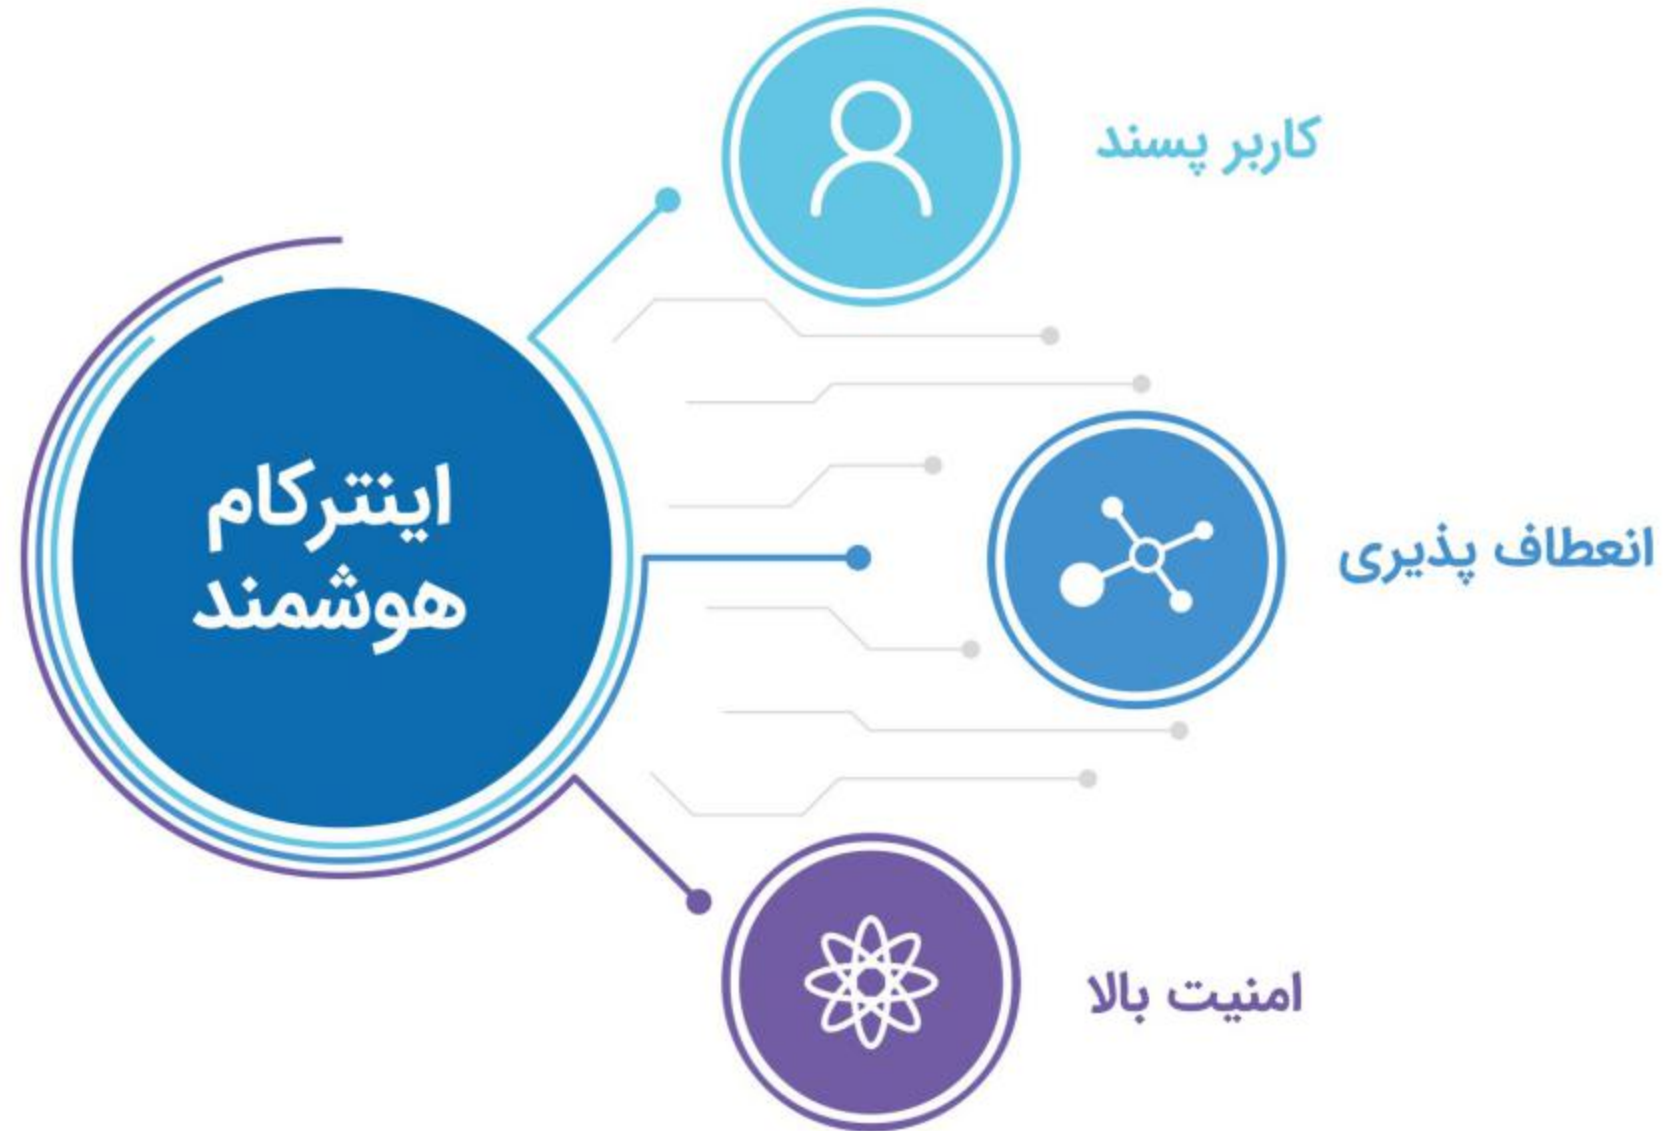 کاربر پسند
اینترکام
هوشمند
انعطاف پذیری
امنیت بالا